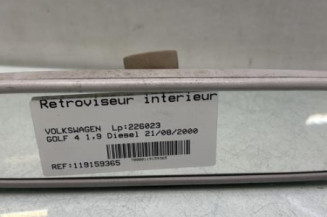 Retroviseur interieur
VOLKSWAGEN Lp:226023
GOLF 4 1.9 Diesel 21/08/2000
REF:119159365